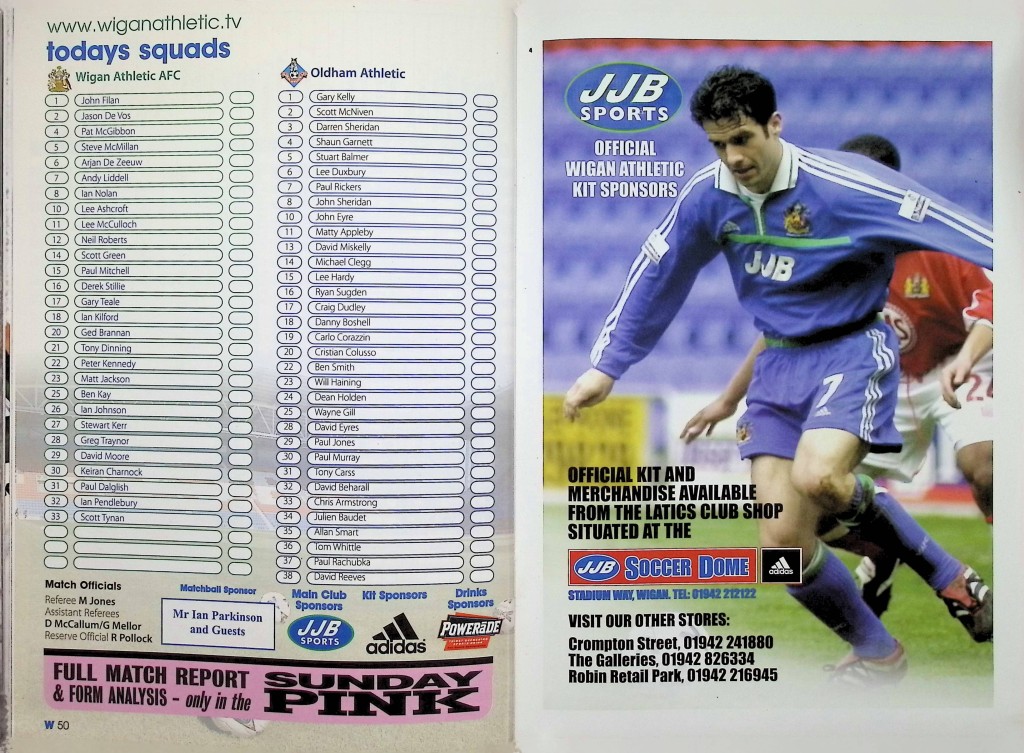 www.wiganathletic.tv
todays squads
Wigan Athletic AFC
1 John Filan
2 Jason De Vos
4 Pat McGibbon
5 Steve McMillan
6 Arjan De Zeeuw
7 Andy Liddell
8 Ian Nolan
10 Lee Ashcroft
11 Lee McCulloch
12 Neil Roberts
14 Scott Green
15 Paul Mitchell
16 Derek Stillie
17 Gary Teale
18 Ian Kilford
20 Ged Brannan
21 Tony Dinning
22 Peter Kennedy
23 Matt Jackson
25 Ben Kay
26 Ian Johnson
27 Stewart Kerr
28 Greg Traynor
29 David Moore
30 Keiran Charnock
31 Paul Dalglish
32 Ian Pendlebury
33 Scott Tynan
Oldham Athletic
1 Gary Kelly
2 Scott McNiven
3 Darren Sheridan
4 Shaun Garnett
5 Stuart Balmer
6 Lee Duxbury
7 Paul Rickers
8 John Sheridan
10 John Eyre
11 Matty Appleby
13 David Miskelly
14 Michael Clegg
15 Lee Hardy
16 Ryan Sugden
17 Craig Dudley
18 Danny Boshell
19 Carlo Corazzin
20 Cristian Colusso
22 Ben Smith
23 Will Haining
24 Dean Holden
25 Wayne Gill
28 David Eyres
29 Paul Jones
30 Paul Murray
31 Tony Carss
32 David Beharall
33 Chris Armstrong
34 Julien Baudet
35 Allan Smart
36 Tom Whittle
37 Paul Rachubka
38 David Reeves
Match Officials
Referee M Jones
Assistant Referees
D McCallum/G Mellor
Reserve Official R Pollock
Matchball Sponsor
Mr Ian Parkinson
and Guests
Main Club
Sponsors
JJB
SPORTS
Kit Sponsors
adidas
Drinks
Sponsors
POWERADE
FULL MATCH REPORT
& FORM ANALYSIS - only in the
SUNDAY
PINK
W 50
4
JJB
SPORTS
OFFICIAL
WIGAN ATHLETIC
KIT SPONSORS
JJB
7
OFFICIAL KIT AND
MERCHANDISE AVAILABLE
FROM THE LATICS CLUB SHOP
SITUATED AT THE
JJB SOCCER DOME
adidas
STADIUM WAY, WIGAN. TEL: 01942 212122
VISIT OUR OTHER STORES:
Crompton Street, 01942 241880
The Galleries, 01942 826334
Robin Retail Park, 01942 216945